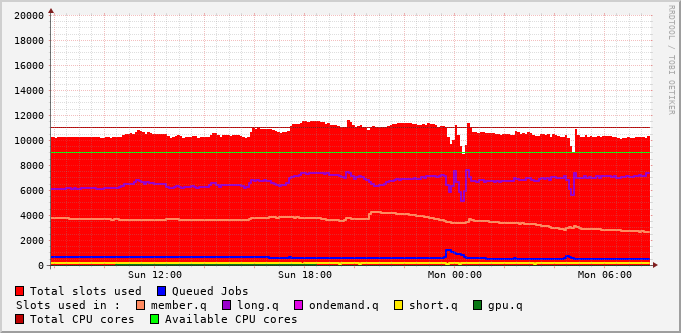 20000
18000
16000
14000
12000
10000
8000
6000
4000
2000
0
Sun 12:00 Sun 18:00 Mon 00:00 Mon 06:00
Total slots used Queued Jobs
Slots used in : member.q long.q ondemand.q short.q gpu.q
Total CPU cores Available CPU cores
RRDTOOL / TOBI OETIKER